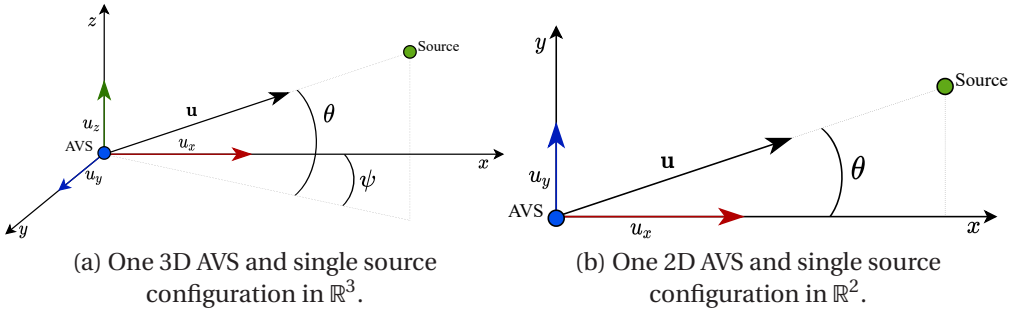 z
Source
u
θ
u_z
u_x
AVS
x
u_y
ψ
y
(a) One 3D AVS and single source
configuration in ℝ³.
y
Source
u
θ
u_y
AVS
u_x
x
(b) One 2D AVS and single source
configuration in ℝ².